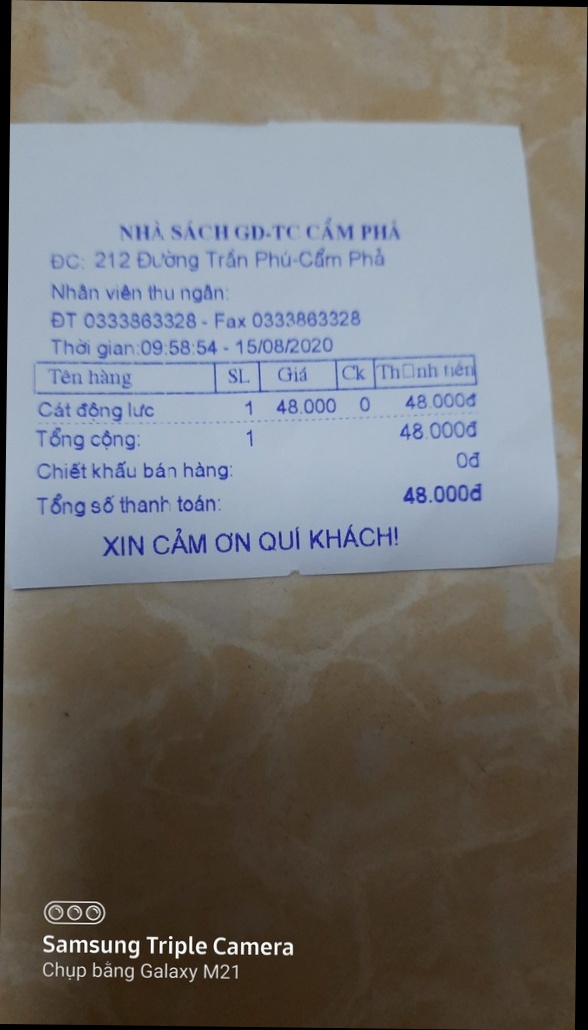 NHÀ SÁCH GD-TC CẨM PHẢ
ĐC: 212 Đường Trần Phú-Cẩm Phả
Nhân viên thu ngân:
ĐT 0333863328 - Fax 0333863328
Thời gian:09:58:54 - 15/08/2020
Tên hàng SL Giá Ck Th□nh tiền
Cát động lực 1 48.000 0 48.000đ
Tổng cộng: 1 48.000đ
Chiết khấu bán hàng: 0đ
Tổng số thanh toán: 48.000đ
XIN CẢM ƠN QUÍ KHÁCH!
Samsung Triple Camera
Chụp bằng Galaxy M21